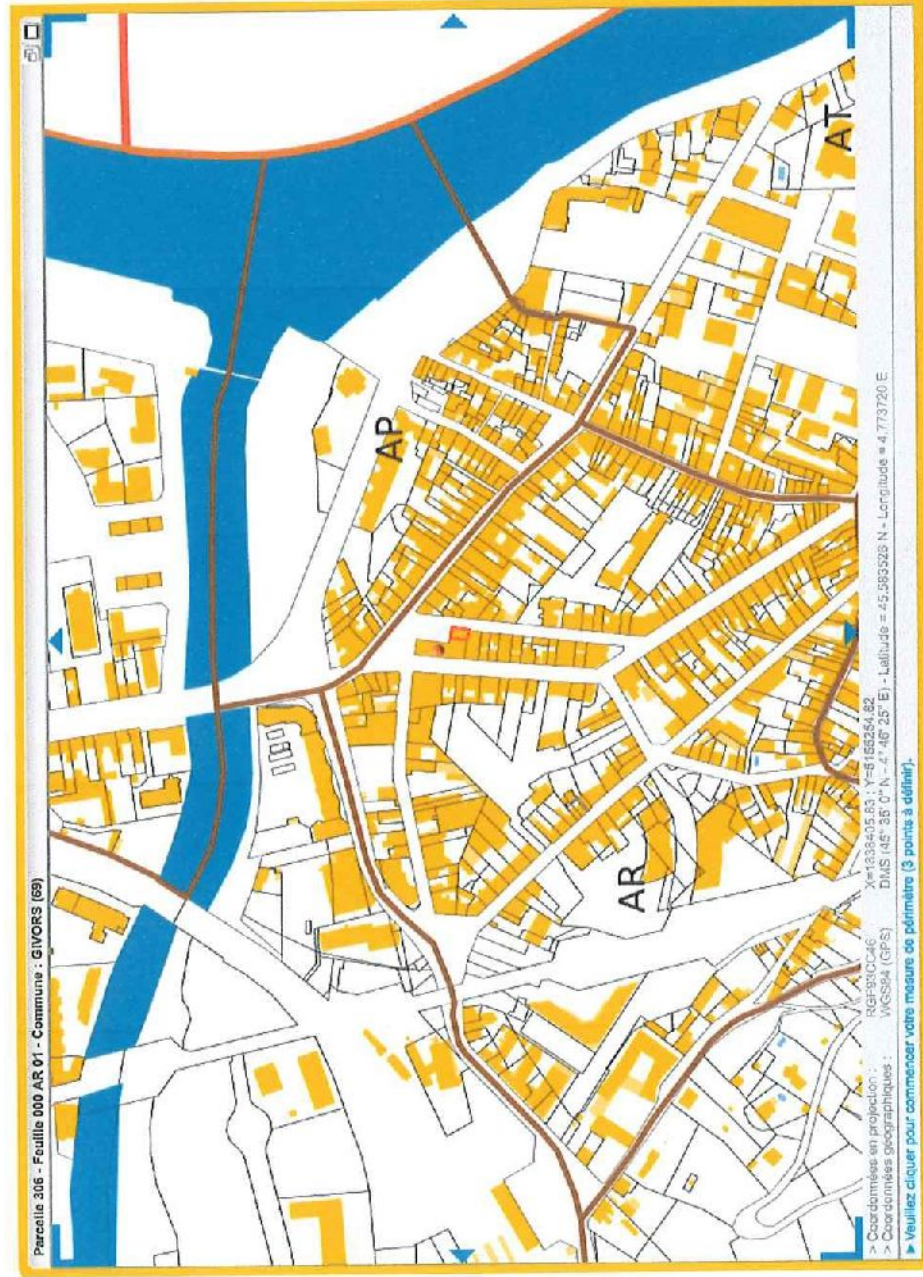 Parcelle 306 - Feuille 000 AR 01 - Commune : GIVORS (69)
AP
AR
AT
> Coordonnées en projection : RGF93CC46 X=1838405.83 ; Y=5155254.82
> Coordonnées géographiques : WGS84 (GPS) DMS (45° 35' 0" N - 4° 46' 25" E) - Latitude = 45.583528 N - Longitude = 4.773720 E
▶ Veuillez cliquer pour commencer votre mesure de périmètre (3 points à définir).